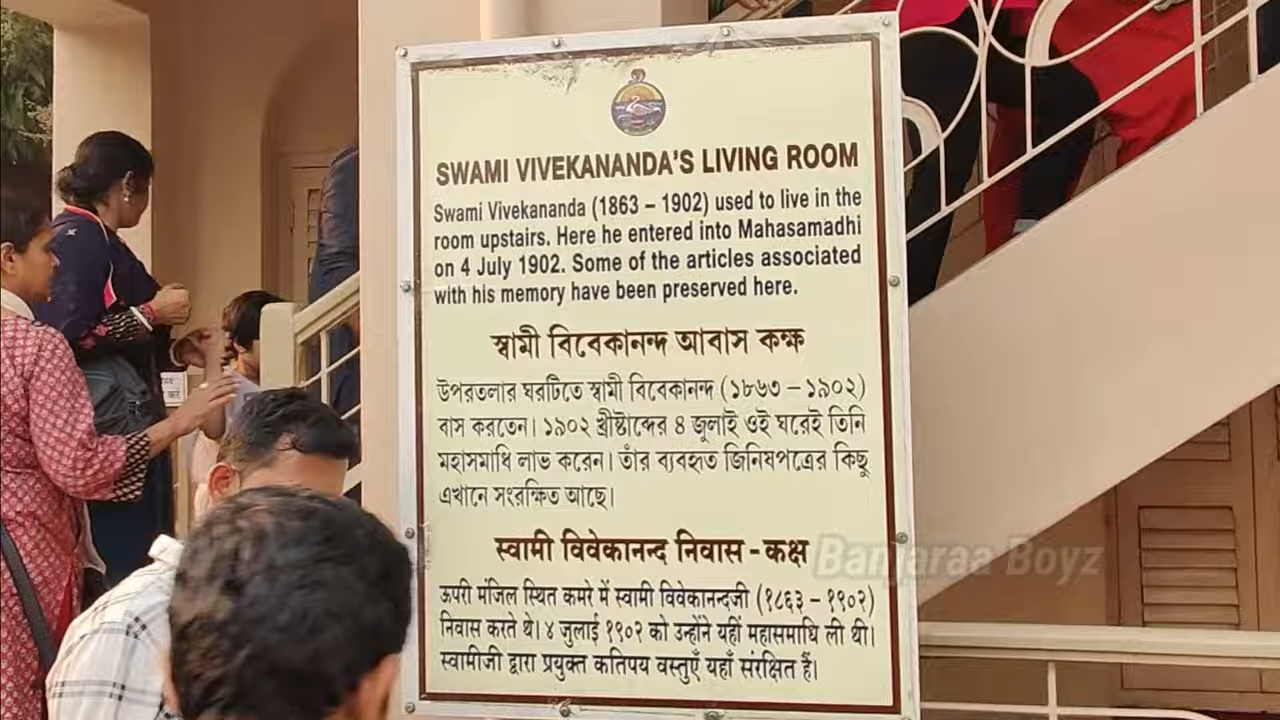 SWAMI VIVEKANANDA'S LIVING ROOM
Swami Vivekananda (1863 – 1902) used to live in the
room upstairs. Here he entered into Mahasamadhi
on 4 July 1902. Some of the articles associated
with his memory have been preserved here.
স্বামী বিবেকানন্দ আবাস কক্ষ
উপরতলার ঘরটিতে স্বামী বিবেকানন্দ (১৮৬৩ – ১৯০২)
বাস করতেন। ১৯০২ খ্রীষ্টাব্দের ৪ জুলাই ওই ঘরেই তিনি
মহাসমাধি লাভ করেন। তাঁর ব্যবহৃত জিনিষপত্রের কিছু
এখানে সংরক্ষিত আছে।
स्वामी विवेकानन्द निवास - कक्ष
ऊपरी मंजिल स्थित कमरे में स्वामी विवेकानन्दजी (१८६३ – १९०२)
निवास करते थे। ४ जुलाई १९०२ को उन्होंने यहीं महासमाधि ली थी।
स्वामीजी द्वारा प्रयुक्त कतिपय वस्तुएँ यहाँ संरक्षित हैं।
Banjaraa Boyz